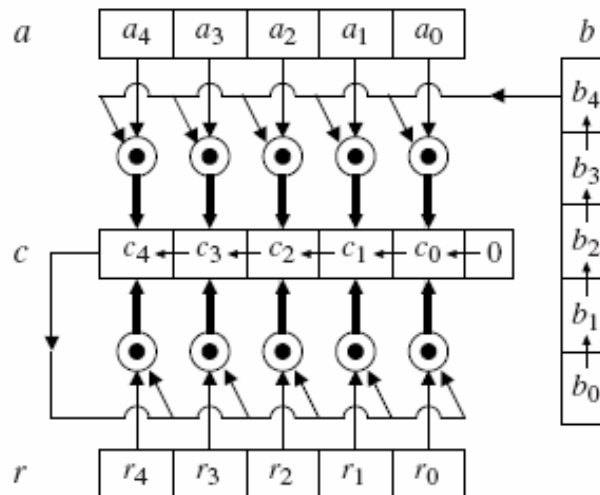 a a₄ a₃ a₂ a₁ a₀ b
b₄
b₃
b₂
b₁
b₀
c c₄ c₃ c₂ c₁ c₀ 0
r r₄ r₃ r₂ r₁ r₀